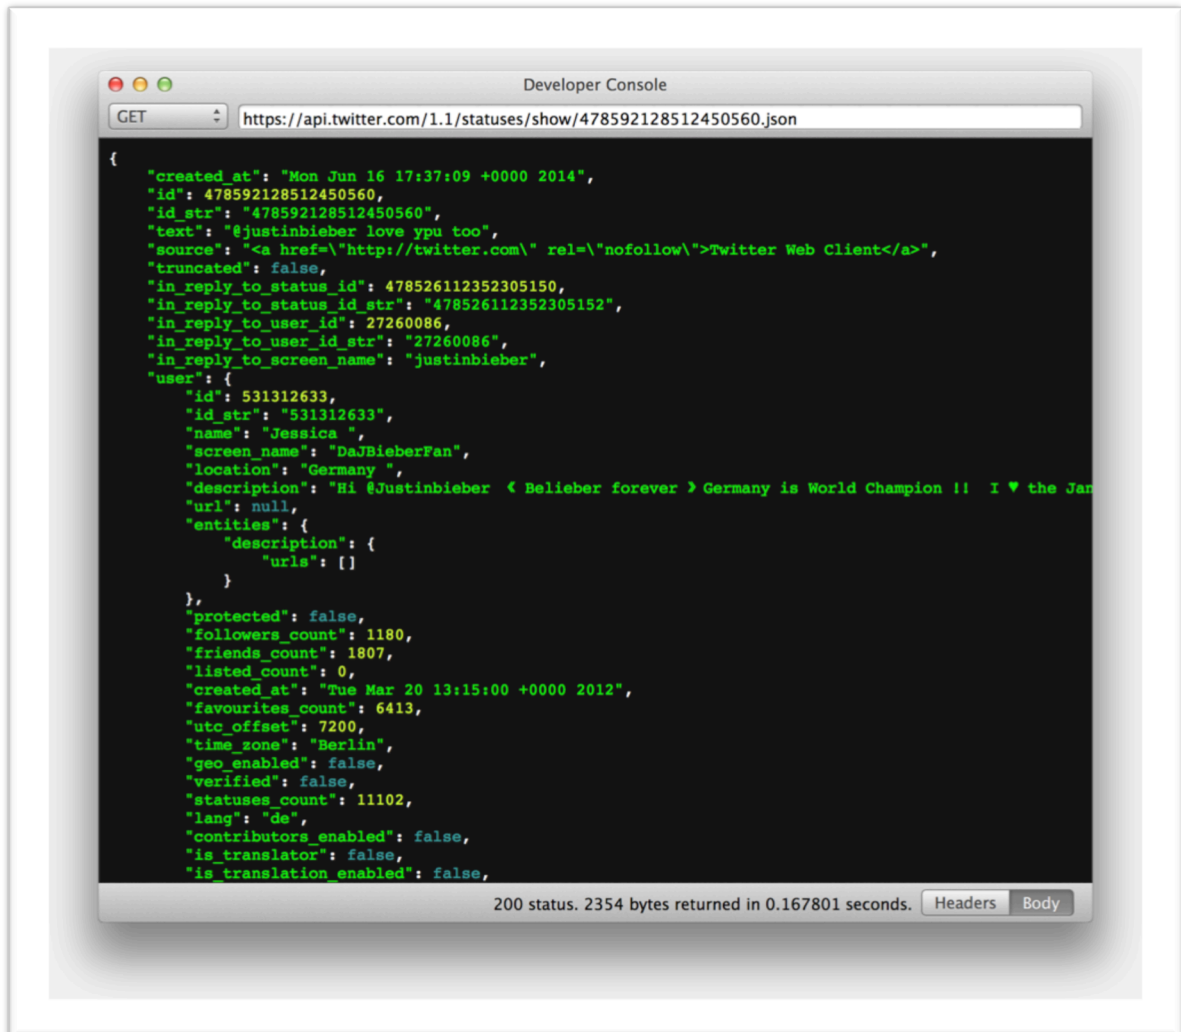 Developer Console
GET https://api.twitter.com/1.1/statuses/show/478592128512450560.json
{
"created_at": "Mon Jun 16 17:37:09 +0000 2014",
"id": 478592128512450560,
"id_str": "478592128512450560",
"text": "@justinbieber love ypu too",
"source": "<a href=\"http://twitter.com\" rel=\"nofollow\">Twitter Web Client</a>",
"truncated": false,
"in_reply_to_status_id": 478526112352305150,
"in_reply_to_status_id_str": "478526112352305152",
"in_reply_to_user_id": 27260086,
"in_reply_to_user_id_str": "27260086",
"in_reply_to_screen_name": "justinbieber",
"user": {
"id": 531312633,
"id_str": "531312633",
"name": "Jessica ",
"screen_name": "DaJBieberFan",
"location": "Germany ",
"description": "Hi @Justinbieber 《 Belieber forever 》 Germany is World Champion !! I ♥ the Jan
"url": null,
"entities": {
"description": {
"urls": []
}
},
"protected": false,
"followers_count": 1180,
"friends_count": 1807,
"listed_count": 0,
"created_at": "Tue Mar 20 13:15:00 +0000 2012",
"favourites_count": 6413,
"utc_offset": 7200,
"time_zone": "Berlin",
"geo_enabled": false,
"verified": false,
"statuses_count": 11102,
"lang": "de",
"contributors_enabled": false,
"is_translator": false,
"is_translation_enabled": false,
200 status. 2354 bytes returned in 0.167801 seconds. Headers Body